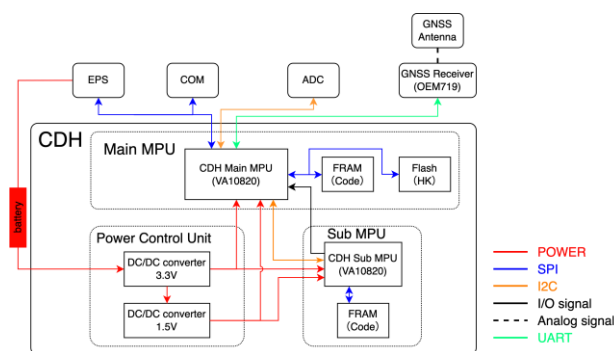 GNSS
Antenna
EPS
COM
ADC
GNSS Receiver
(OEM719)
CDH
Main MPU
CDH Main MPU
(VA10820)
FRAM
(Code)
Flash
(HK)
battery
Power Control Unit
DC/DC converter
3.3V
DC/DC converter
1.5V
Sub MPU
CDH Sub MPU
(VA10820)
FRAM
(Code)
POWER
SPI
I2C
I/O signal
Analog signal
UART